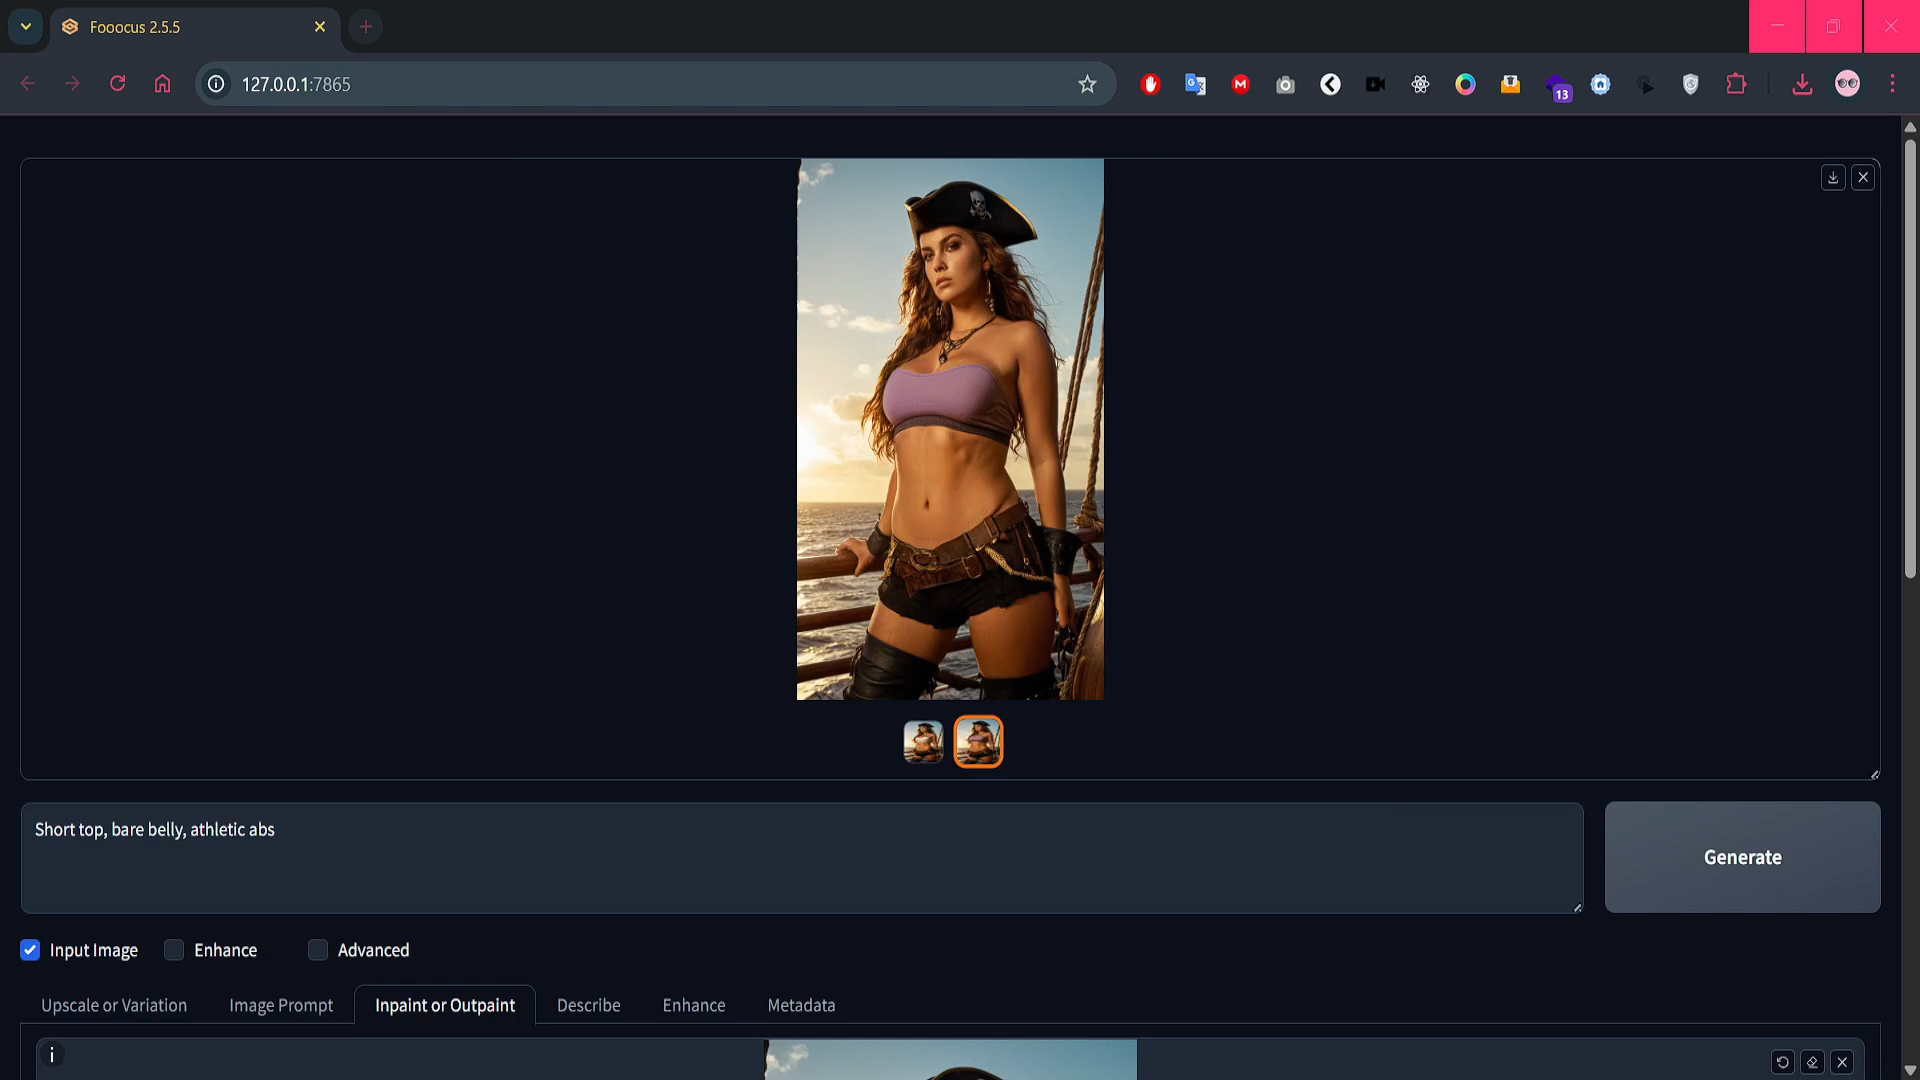 Fooocus 2.5.5
127.0.0.1:7865
13
Short top, bare belly, athletic abs
Generate
Input Image
Enhance
Advanced
Upscale or Variation
Image Prompt
Inpaint or Outpaint
Describe
Enhance
Metadata